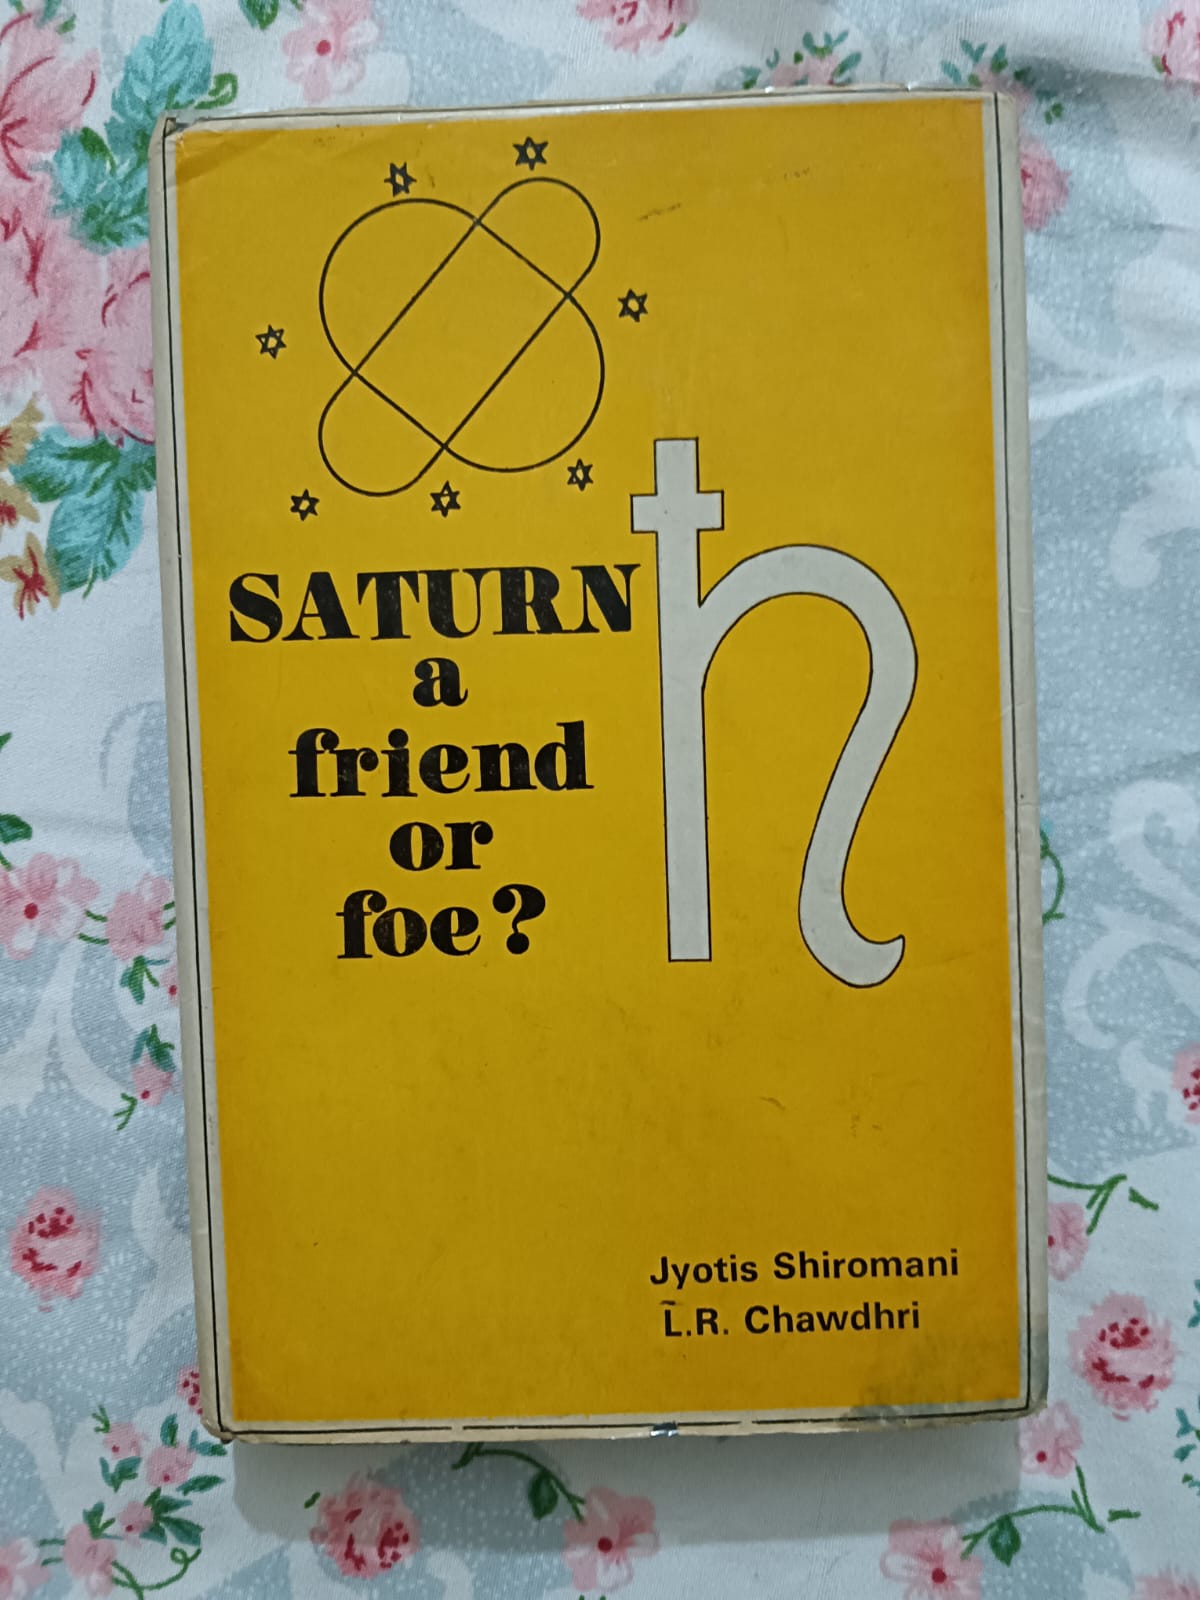 SATURN
a
friend
or
foe?
Jyotis Shiromani
L.R. Chawdhri